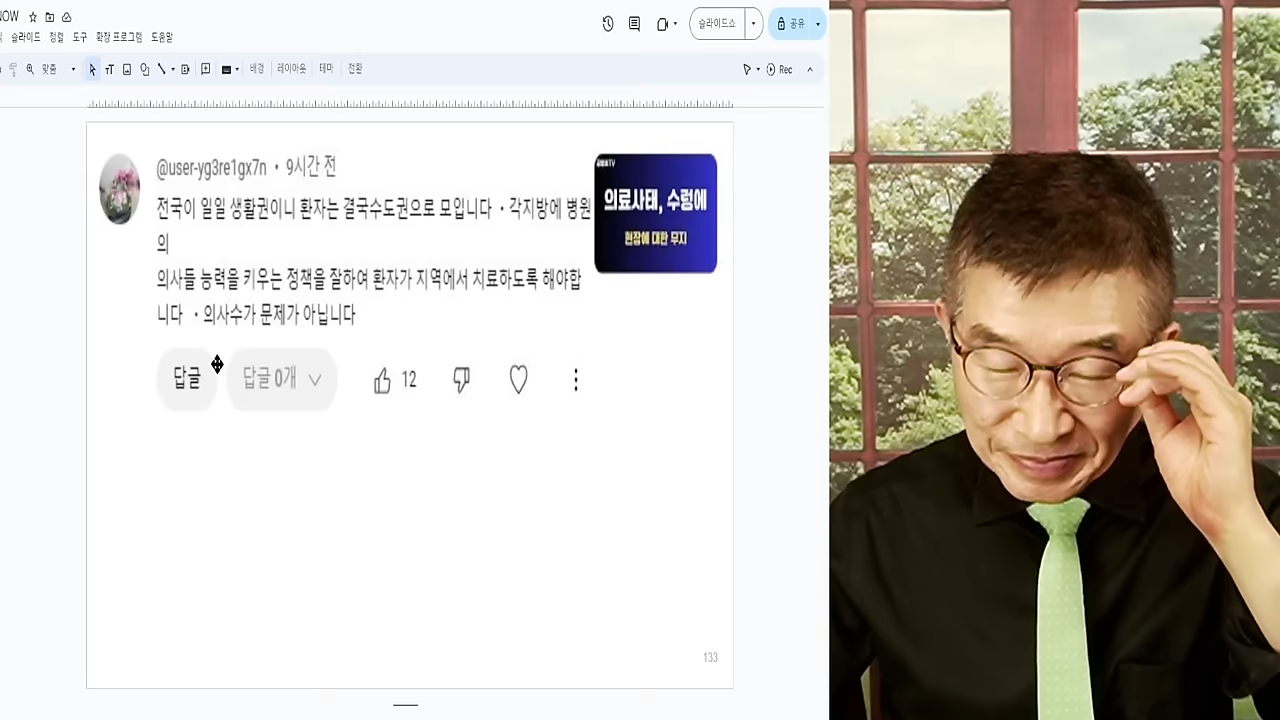 NOW
슬라이드 정렬 도구 확장 프로그램 도움말
슬라이드쇼
공유
맞춤
배경 레이아웃 테마 전환
Rec
@user-yg3re1gx7n · 9시간 전
전국이 일일 생활권이니 환자는 결국수도권으로 모입니다 · 각지방에 병원
의
의사들 능력을 키우는 정책을 잘하여 환자가 지역에서 치료하도록 해야합
니다 · 의사수가 문제가 아닙니다
의료사태, 수렁에
현장에 대한 무지
답글
답글 0개
12
133